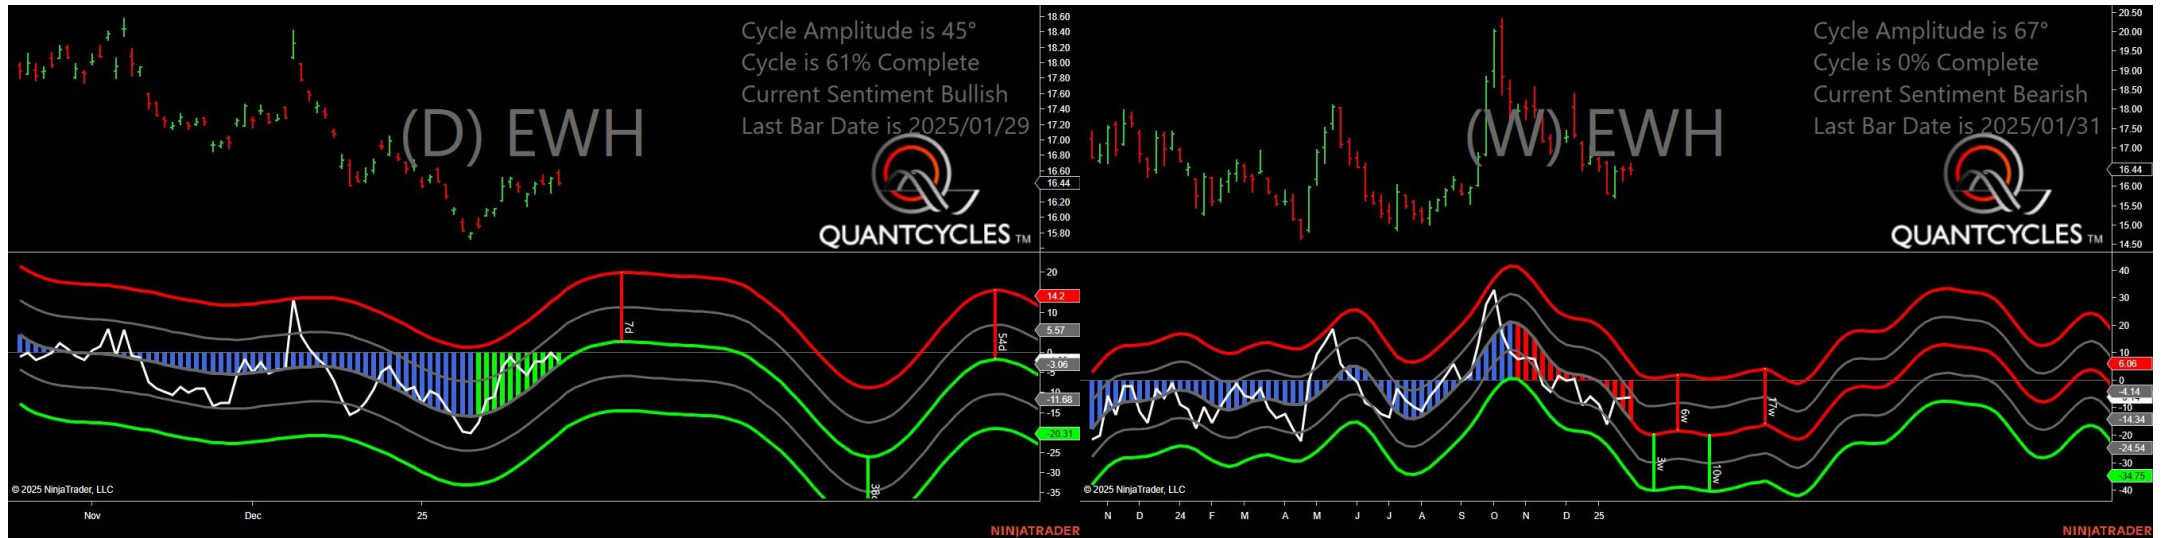 Cycle Amplitude is 45°
Cycle is 61% Complete
Current Sentiment Bullish
Last Bar Date is 2025/01/29
(D) EWH
QUANTCYCLES TM
18.60
18.40
18.20
18.00
17.80
17.60
17.40
17.20
17.00
16.80
16.60
16.44
16.20
16.00
15.80
20
14.2
10
5.57
-3.06
-5
-11.68
-15
-20.31
-25
-30
-35
7d
54d
© 2025 NinjaTrader, LLC
Nov
Dec
25
NINJATRADER
Cycle Amplitude is 67°
Cycle is 0% Complete
Current Sentiment Bearish
Last Bar Date is 2025/01/31
(W) EWH
QUANTCYCLES TM
20.50
20.00
19.50
19.00
18.50
18.00
17.50
17.00
16.44
16.00
15.50
15.00
14.50
40
30
20
10
6.06
0
-4.14
-10
-14.34
-20
-24.54
-30
-34.75
-40
3w
6w
10w
17w
© 2025 NinjaTrader, LLC
N
D
24
F
M
A
M
J
J
A
S
O
N
D
25
NINJATRADER